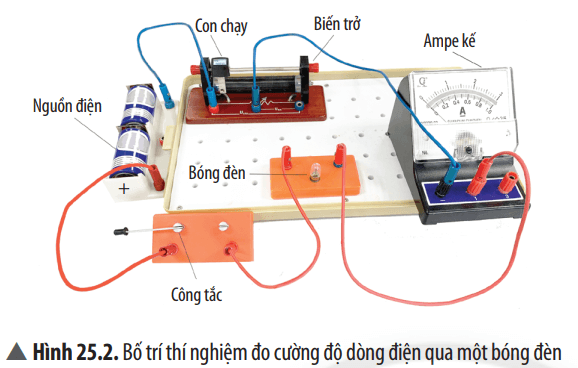 Con chạy
Biến trở
Ampe kế
Nguồn điện
A
+
Bóng đèn
Công tắc
▲ Hình 25.2. Bố trí thí nghiệm đo cường độ dòng điện qua một bóng đèn